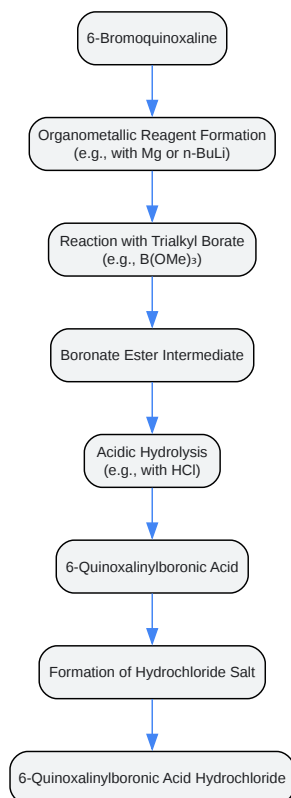 6-Bromoquinoxaline
Organometallic Reagent Formation
(e.g., with Mg or n-BuLi)
Reaction with Trialkyl Borate
(e.g., B(OMe)₃)
Boronate Ester Intermediate
Acidic Hydrolysis
(e.g., with HCl)
6-Quinoxalinylboronic Acid
Formation of Hydrochloride Salt
6-Quinoxalinylboronic Acid Hydrochloride